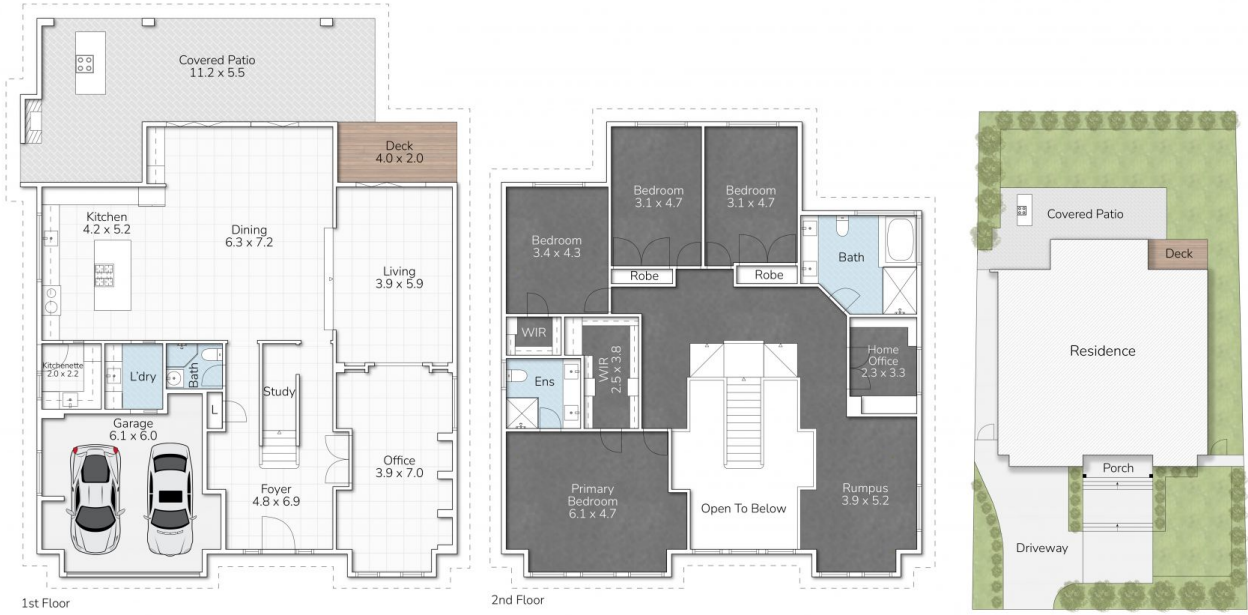 Covered Patio
11.2 x 5.5
Deck
4.0 x 2.0
Kitchen
4.2 x 5.2
Dining
6.3 x 7.2
Living
3.9 x 5.9
Kitchenette
2.0 x 2.2
L'dry
Bath
Study
L
Garage
6.1 x 6.0
Office
3.9 x 7.0
Foyer
4.8 x 6.9
1st Floor
Bedroom
3.1 x 4.7
Bedroom
3.1 x 4.7
Bedroom
3.4 x 4.3
Robe
Robe
Bath
WIR
WIR
2.5 x 3.8
Home
Office
2.3 x 3.3
Ens
Primary
Bedroom
6.1 x 4.7
Open To Below
Rumpus
3.9 x 5.2
2nd Floor
Covered Patio
Deck
Residence
Porch
Driveway